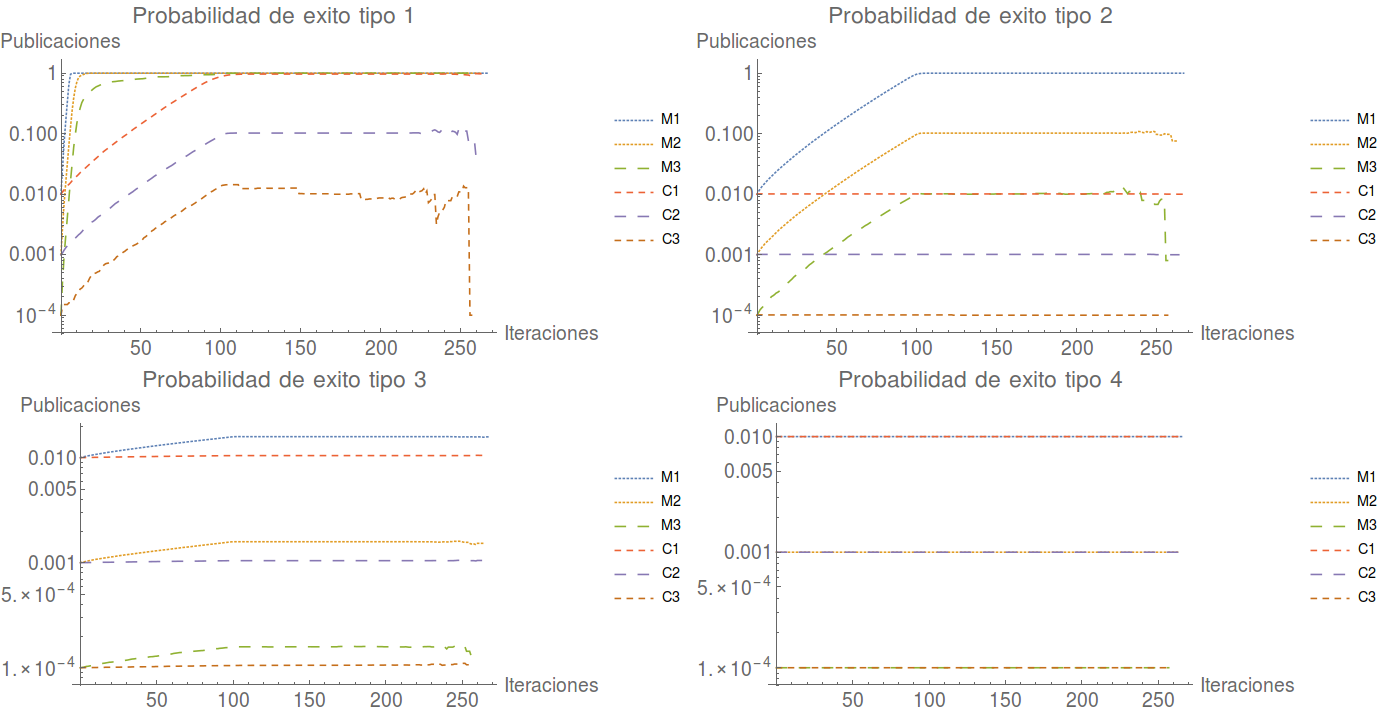 Probabilidad de exito tipo 1
Publicaciones
1
0.100
0.010
0.001
10^-4
50 100 150 200 250
Iteraciones
M1
M2
M3
C1
C2
C3
Probabilidad de exito tipo 2
Publicaciones
1
0.100
0.010
0.001
10^-4
50 100 150 200 250
Iteraciones
M1
M2
M3
C1
C2
C3
Probabilidad de exito tipo 3
Publicaciones
0.010
0.005
0.001
5.×10^-4
1.×10^-4
50 100 150 200 250
Iteraciones
M1
M2
M3
C1
C2
C3
Probabilidad de exito tipo 4
Publicaciones
0.010
0.005
0.001
5.×10^-4
1.×10^-4
50 100 150 200 250
Iteraciones
M1
M2
M3
C1
C2
C3